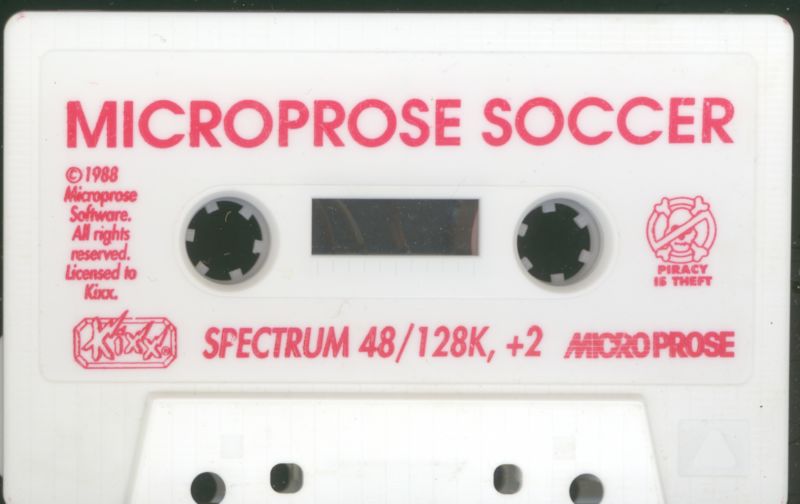 MICROPROSE SOCCER
©1988
Microprose
Software.
All rights
reserved.
Licensed to
Kixx.
PIRACY
IS THEFT
Kixx®
SPECTRUM 48/128K, +2
MICROPROSE